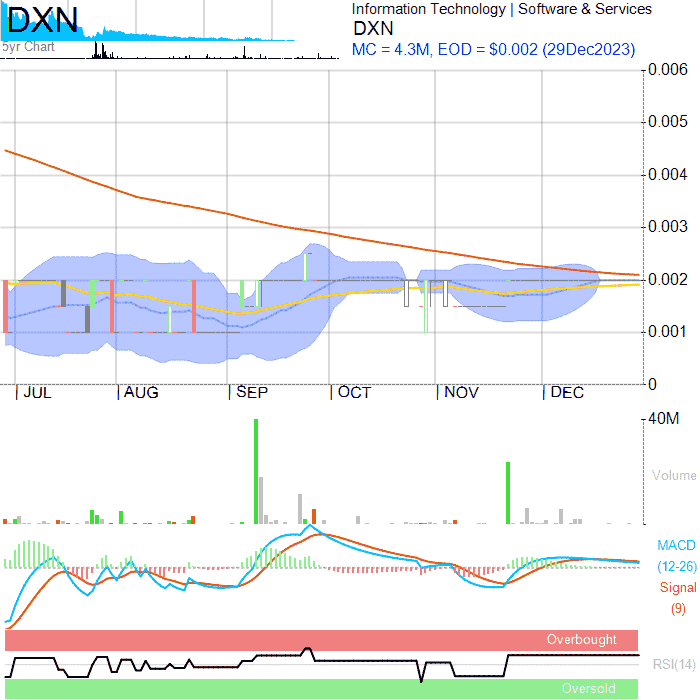 DXN
5yr Chart
Information Technology | Software & Services
DXN
MC = 4.3M, EOD = $0.002 (29Dec2023)
0.006
0.005
0.004
0.003
0.002
0.001
0
JUL AUG SEP OCT NOV DEC
40M
Volume
MACD
(12-26)
Signal
(9)
Overbought
RSI(14)
Oversold